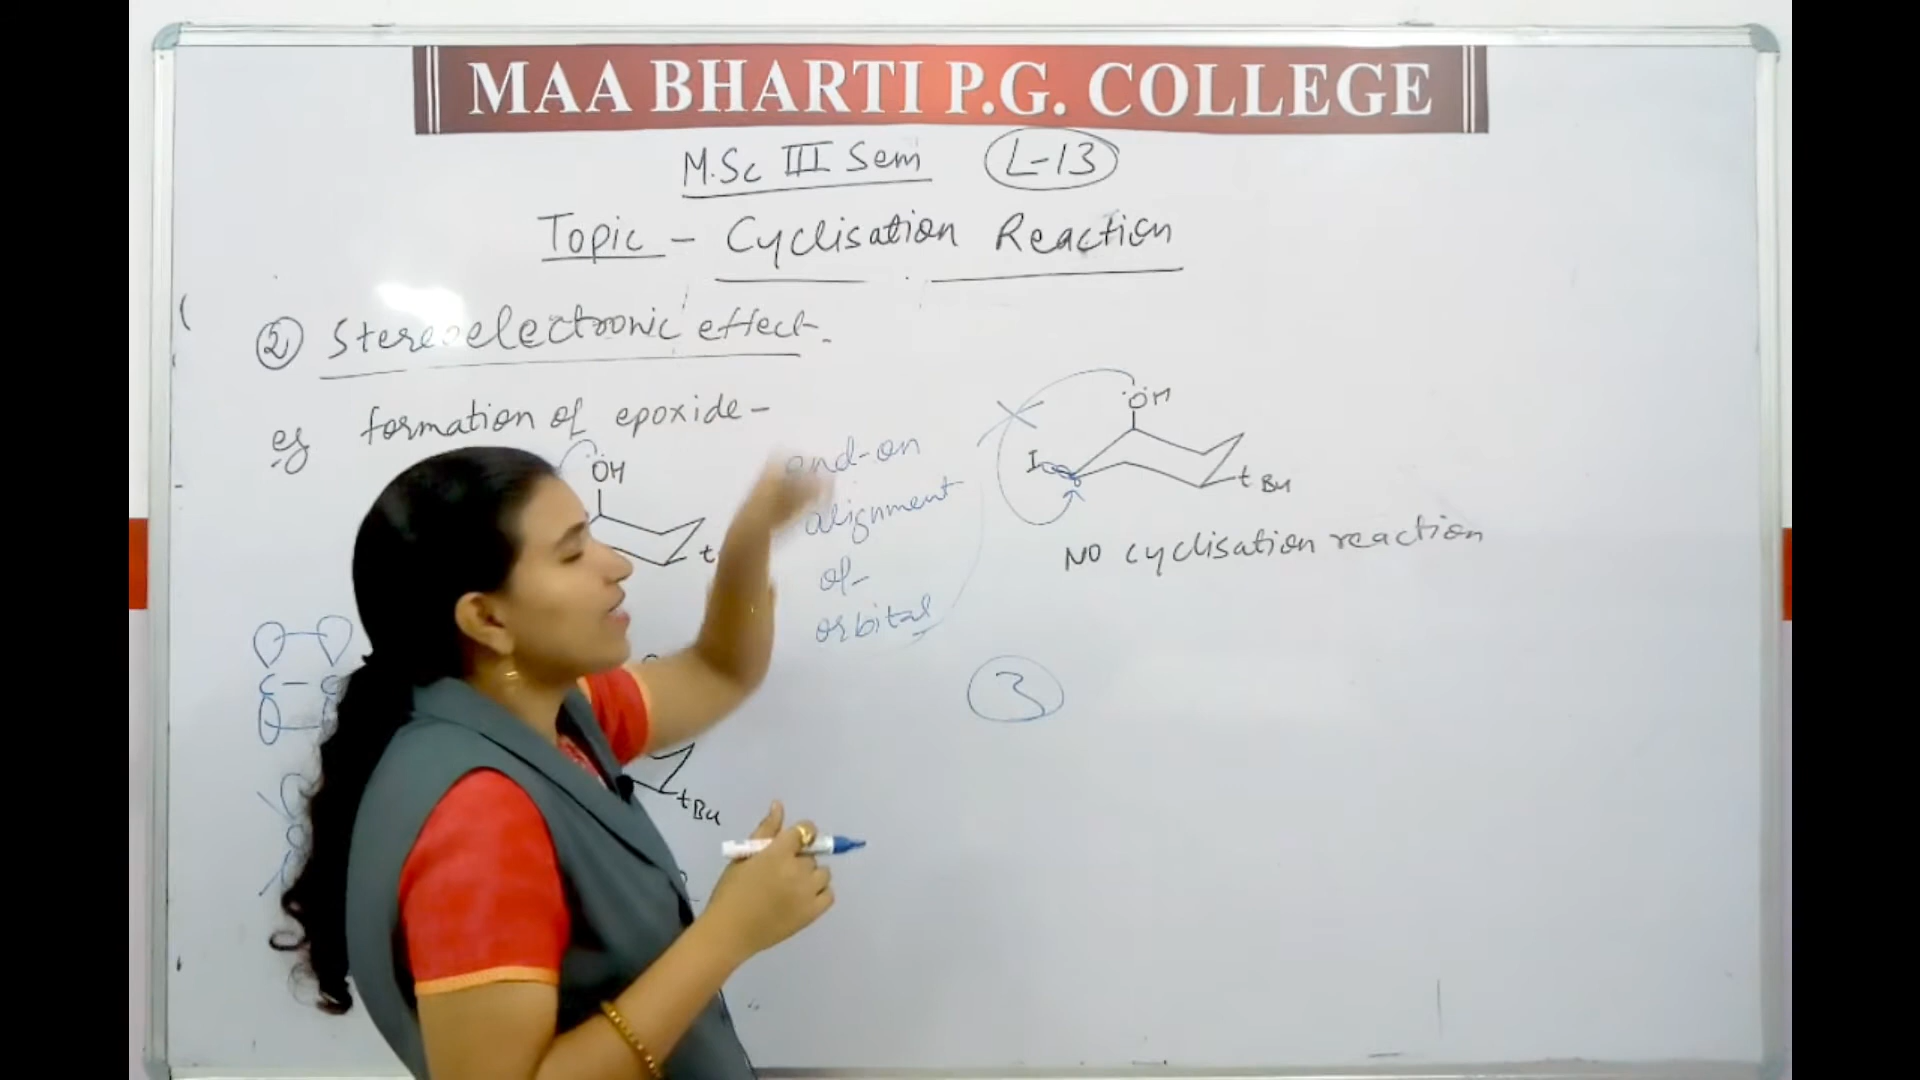 MAA BHARTI P.G. COLLEGE
M.Sc III Sem L-13
Topic - Cyclisation Reaction
② Stereoelectronic effect.
eg formation of epoxide-
OH
t
end-on
alignment
of
orbital
OH
I
t Bu
NO cyclisation reaction
3
C - C
tBu